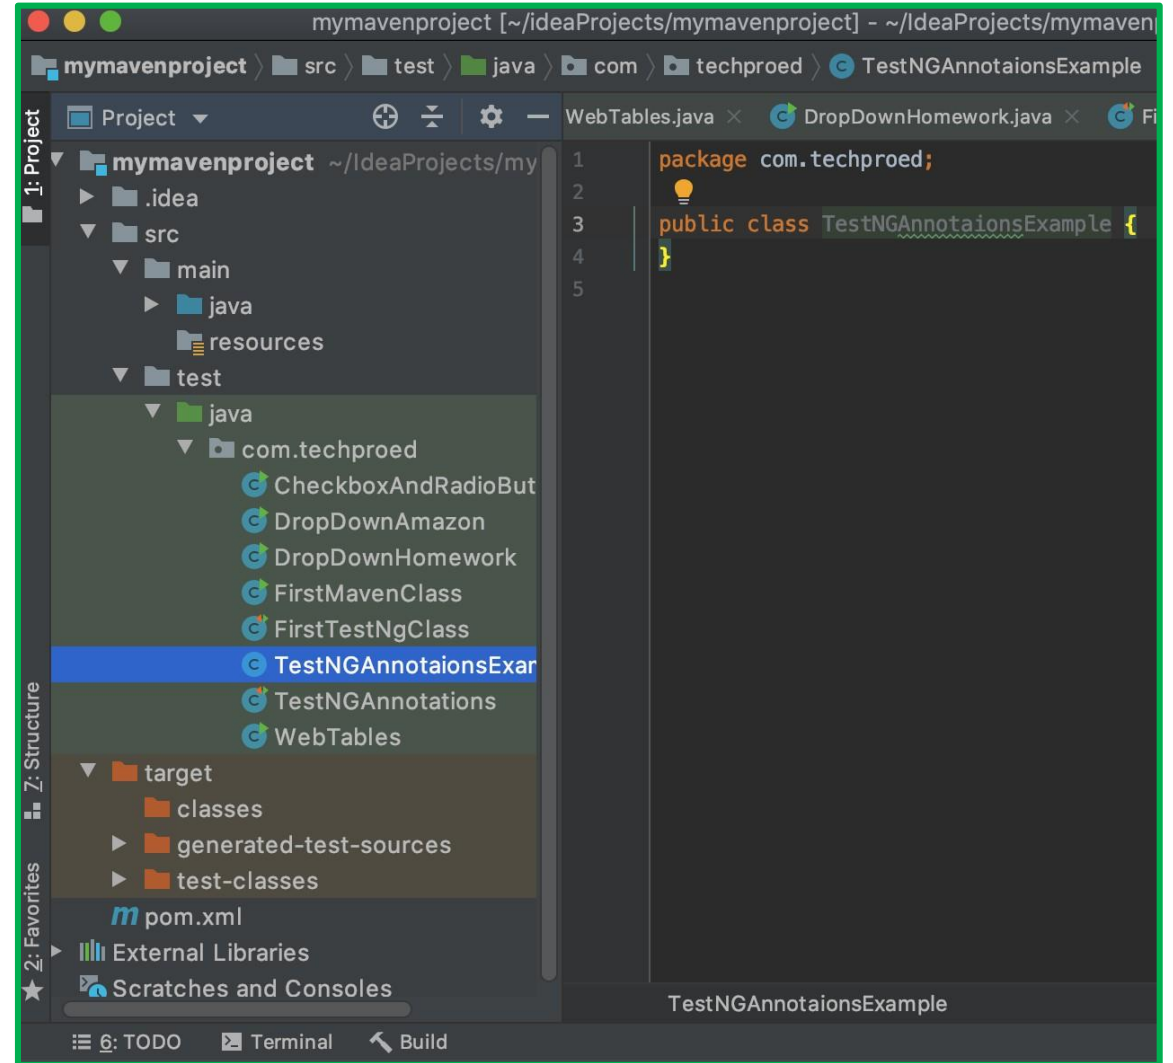 mymavenproject [~/ideaProjects/mymavenproject] - ~/IdeaProjects/mymaven
mymavenproject src test java com techproed TestNGAnnotaionsExample
1: Project
Project
WebTables.java DropDownHomework.java Fi
mymavenproject ~/IdeaProjects/my
.idea
src
main
java
resources
test
java
com.techproed
CheckboxAndRadioBut
DropDownAmazon
DropDownHomework
FirstMavenClass
FirstTestNgClass
TestNGAnnotaionsExar
TestNGAnnotations
WebTables
target
classes
generated-test-sources
test-classes
pom.xml
External Libraries
Scratches and Consoles
1 package com.techproed;
2
3 public class TestNGAnnotaionsExample {
4 }
5
TestNGAnnotaionsExample
Z: Structure
2: Favorites
6: TODO Terminal Build